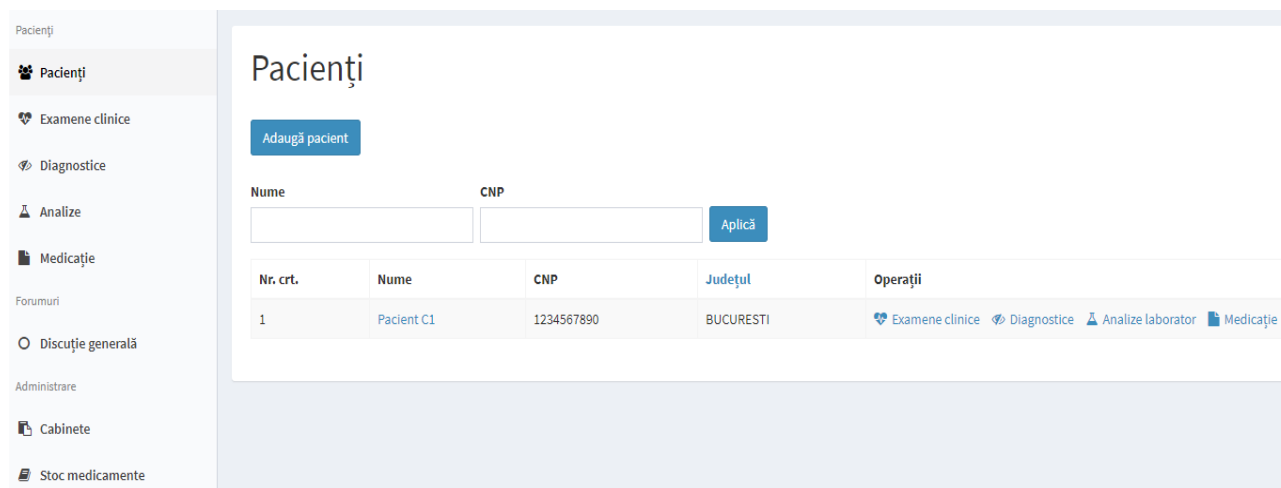 Pacienţi
Pacienți
Examene clinice
Diagnostice
Analize
Medicație
Forumuri
Discuție generală
Administrare
Cabinete
Stoc medicamente
Pacienți
Adaugă pacient
Nume CNP
Aplică
Nr. crt. Nume CNP Județul Operații
1 Pacient C1 1234567890 BUCURESTI Examene clinice Diagnostice Analize laborator Medicație